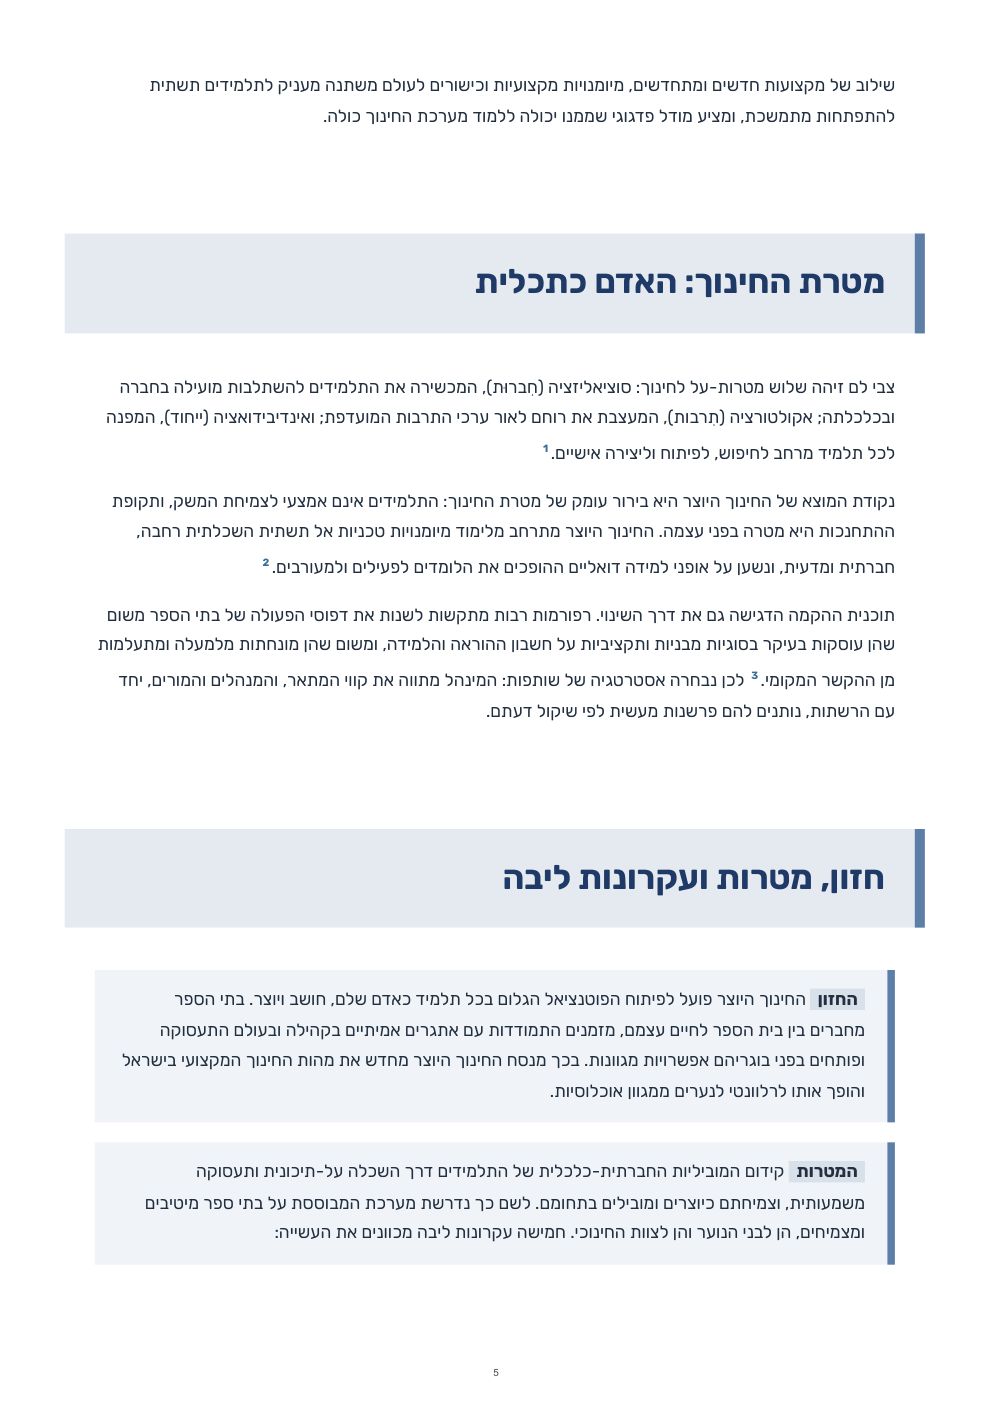 שילוב של מקצועות חדשים ומתחדשים, מיומנויות מקצועיות וכישורים לעולם משתנה מעניק לתלמידים תשתית
להתפתחות מתמשכת, ומציע מודל פדגוגי שממנו יכולה ללמוד מערכת החינוך כולה.
מטרת החינוך: האדם כתכלית
צבי לם זיהה שלוש מטרות-על לחינוך: סוציאליזציה (חִברוּת), המכשירה את התלמידים להשתלבות מועילה בחברה
ובכלכלתה; אקולטורציה (תִרבות), המעצבת את רוחם לאור ערכי התרבות המועדפת; ואינדיבידואציה (ייחוד), המפנה
לכל תלמיד מרחב לחיפוש, לפיתוח וליצירה אישיים.¹
נקודת המוצא של החינוך היוצר היא בירור עומק של מטרת החינוך: התלמידים אינם אמצעי לצמיחת המשק, ותקופת
ההתחנכות היא מטרה בפני עצמה. החינוך היוצר מתרחב מלימוד מיומנויות טכניות אל תשתית השכלתית רחבה,
חברתית ומדעית, ונשען על אופני למידה דואליים ההופכים את הלומדים לפעילים ולמעורבים.²
תוכנית ההקמה הדגישה גם את דרך השינוי. רפורמות רבות מתקשות לשנות את דפוסי הפעולה של בתי הספר משום
שהן עוסקות בעיקר בסוגיות מבניות ותקציביות על חשבון ההוראה והלמידה, ומשום שהן מונחתות מלמעלה ומתעלמות
מן ההקשר המקומי.³ לכן נבחרה אסטרטגיה של שותפות: המינהל מתווה את קווי המתאר, והמנהלים והמורים, יחד
עם הרשתות, נותנים להם פרשנות מעשית לפי שיקול דעתם.
חזון, מטרות ועקרונות ליבה
החזון החינוך היוצר פועל לפיתוח הפוטנציאל הגלום בכל תלמיד כאדם שלם, חושב ויוצר. בתי הספר
מחברים בין בית הספר לחיים עצמם, מזמנים התמודדות עם אתגרים אמיתיים בקהילה ובעולם התעסוקה
ופותחים בפני בוגריהם אפשרויות מגוונות. בכך מנסח החינוך היוצר מחדש את מהות החינוך המקצועי בישראל
והופך אותו לרלוונטי לנערים ממגוון אוכלוסיות.
המטרות קידום המוביליות החברתית-כלכלית של התלמידים דרך השכלה על-תיכונית ותעסוקה
משמעותית, וצמיחתם כיוצרים ומובילים בתחומם. לשם כך נדרשת מערכת המבוססת על בתי ספר מיטיבים
ומצמיחים, הן לבני הנוער והן לצוות החינוכי. חמישה עקרונות ליבה מכוונים את העשייה:
5